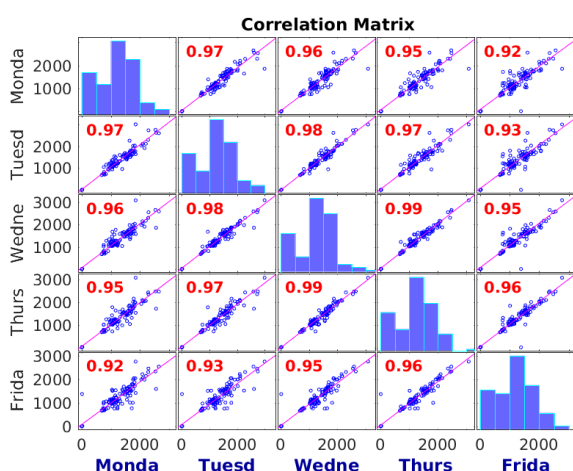 Correlation Matrix
Monda 2000 1000 0.97 0.96 0.95 0.92
Tuesd 2000 1000 0 0.97 0.98 0.97 0.93
Wedne 3000 2000 1000 0 0.96 0.98 0.99 0.95
Thurs 3000 2000 1000 0 0.95 0.97 0.99 0.96
Frida 3000 2000 1000 0 0.92 0.93 0.95 0.96
0 2000 0 2000 0 2000 0 2000 0 2000
Monda Tuesd Wedne Thurs Frida